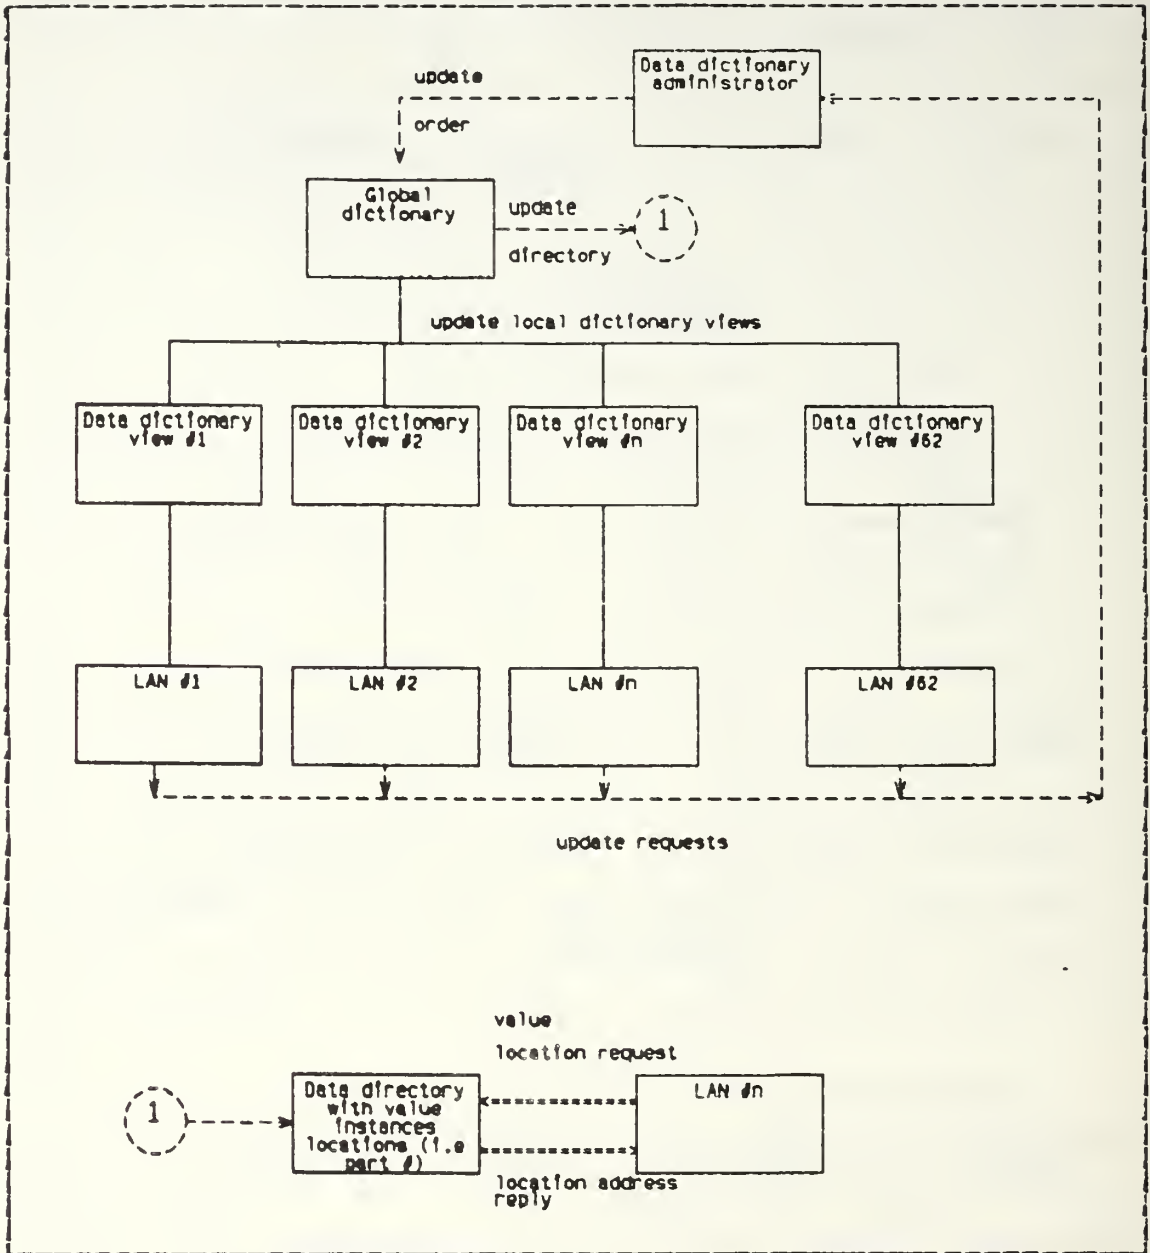 update
order
Data dictionary
administrator
Global
dictionary
update
directory
1
update local dictionary views
Data dictionary
view #1
Data dictionary
view #2
Data dictionary
view #n
Data dictionary
view #62
LAN #1
LAN #2
LAN #n
LAN #62
update requests
value
location request
1
Data directory
with value
instances
locations (i.e
part #)
LAN #n
location address
reply